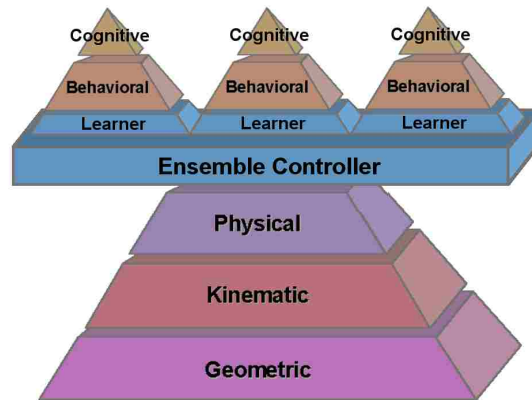 Cognitive Cognitive Cognitive
Behavioral Behavioral Behavioral
Learner Learner Learner
Ensemble Controller
Physical
Kinematic
Geometric